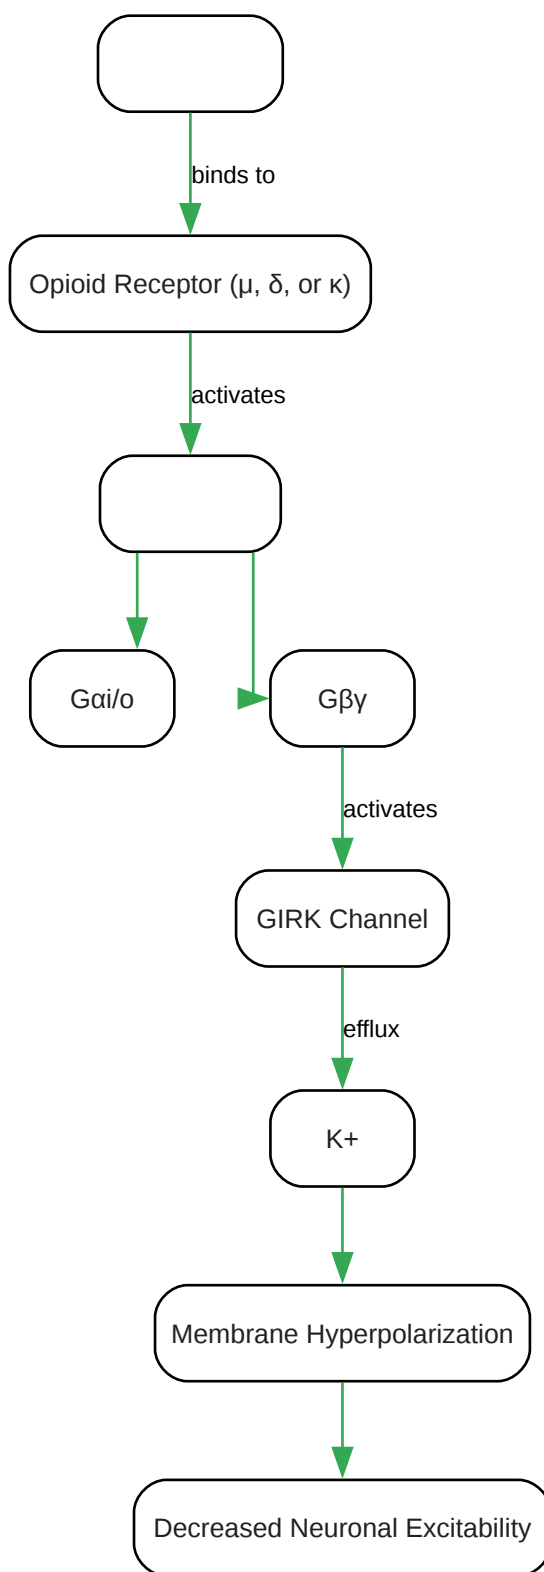 binds to
Opioid Receptor (μ, δ, or κ)
activates
Gαi/o
Gβγ
activates
GIRK Channel
efflux
K+
Membrane Hyperpolarization
Decreased Neuronal Excitability